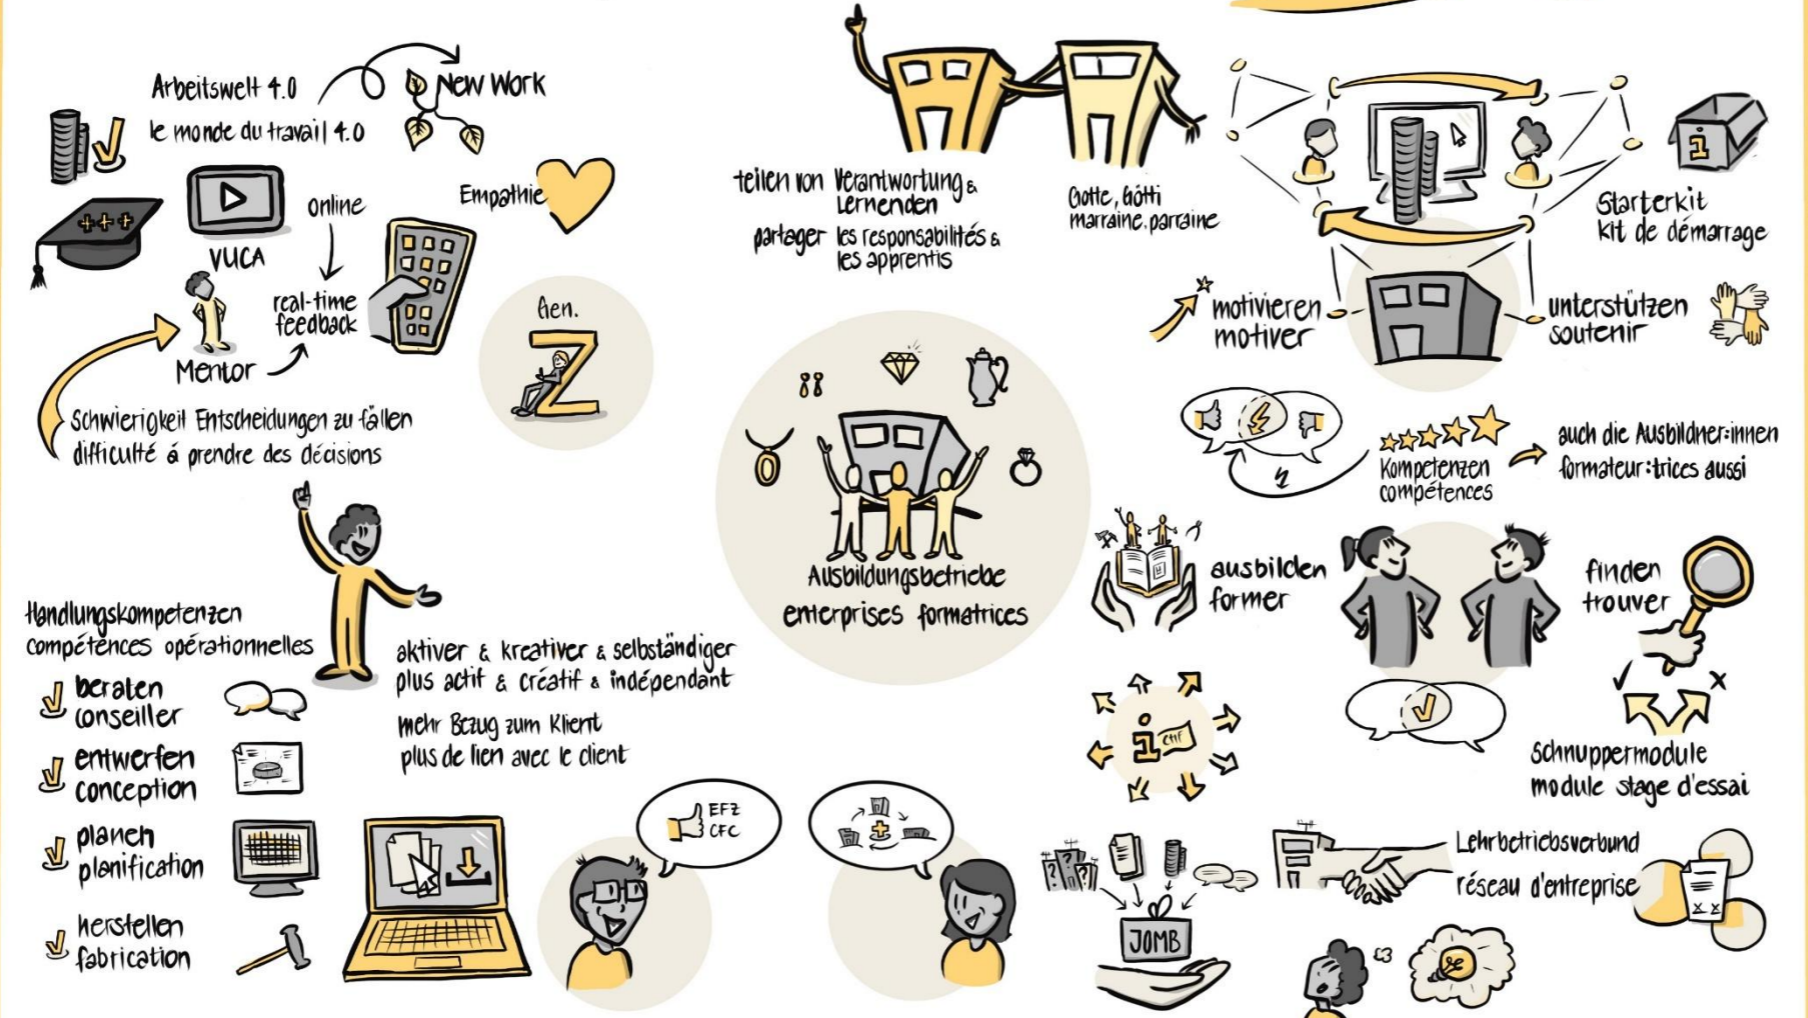 Arbeitswelt 4.0
le monde du travail 4.0
New Work
VUCA
online
Empathie
real-time
feedback
Mentor
Gen.
Z
Schwierigkeit Entscheidungen zu fällen
difficulté á prendre des décisions
teilen von Verantwortung &
Lernenden
partager les responsabilités &
les apprentis
Gotte, Götti
marraine, parraine
i
Starterkit
kit de démarrage
motivieren
motiver
unterstützen
soutenir
Kompetenzen
compétences
auch die Ausbildner:innen
formateur:trices aussi
Ausbildungsbetriebe
enterprises formatrices
ausbilden
former
finden
trouver
Schnuppermodule
module stage d'essai
i
CHF
Handlungskompetenzen
compétences opérationnelles
beraten
conseiller
entwerfen
conception
planen
planification
herstellen
fabrication
aktiver & kreativer & selbständiger
plus actif & créatif & indépendant
mehr Bezug zum Klient
plus de lien avec le client
EFZ
CFC
JOMB
Lehrbetriebsverbund
réseau d'entreprise